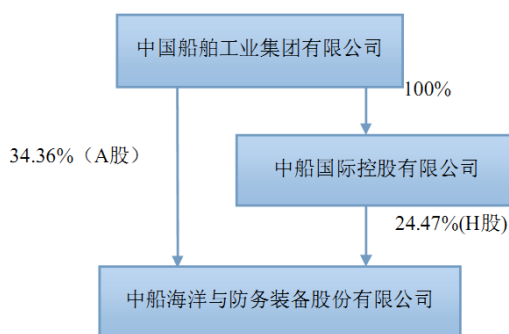 中国船舶工业集团有限公司
100%
34.36%（A股）
中船国际控股有限公司
24.47%(H股)
中船海洋与防务装备股份有限公司